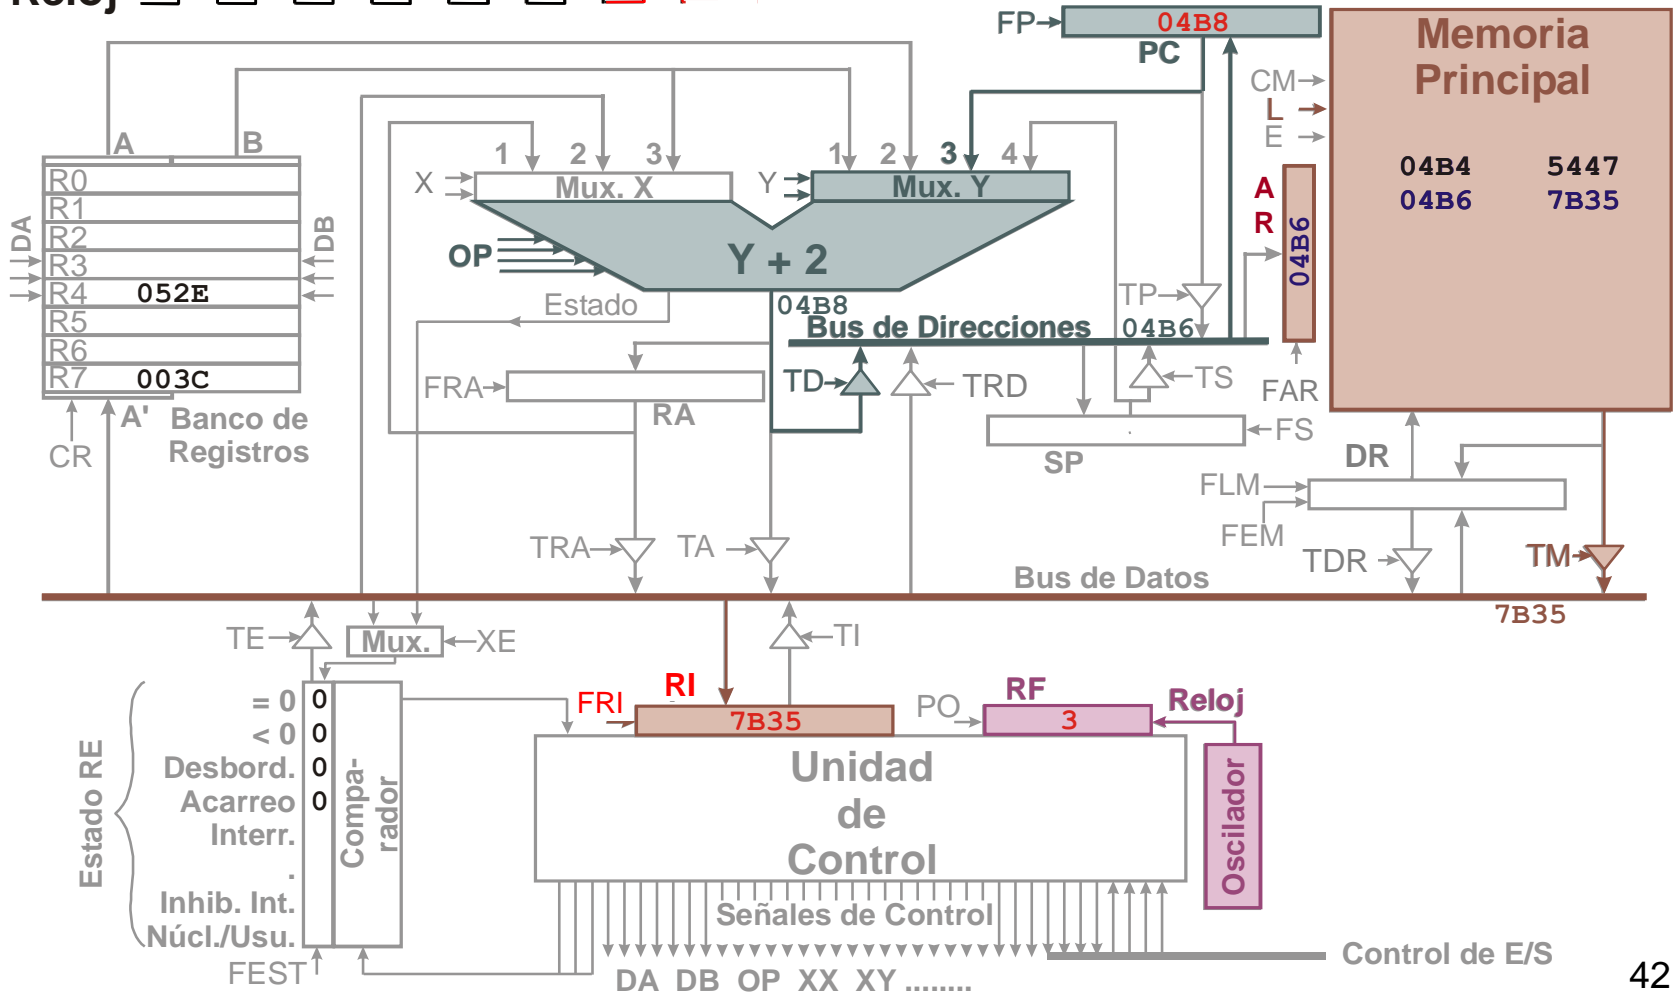 Reloj
FP
04B8
PC
Memoria
Principal
CM
L
E
04B4 5447
04B6 7B35
A B
1 2 3
1 2 3 4
X
Mux. X
Y
Mux. Y
A
R
04B6
FAR
R0
R1
R2
R3
R4 052E
R5
R6
R7 003C
DA
DB
OP
Y + 2
Estado
04B8
TP
Bus de Direcciones 04B6
FRA
RA
TD
TRD
TS
A'
Banco de
Registros
CR
SP
FS
DR
FLM
FEM
TRA
TA
TDR
TM
Bus de Datos
7B35
TE
Mux.
XE
TI
FRI
RI
7B35
PO
RF
3
Reloj
Estado RE
= 0 0
< 0 0
Desbord. 0
Acarreo 0
Interr.
.
Inhib. Int.
Núcl./Usu.
Compa-
rador
FEST
Unidad
de
Control
Oscilador
Señales de Control
DA DB OP XX XY ........
Control de E/S
42